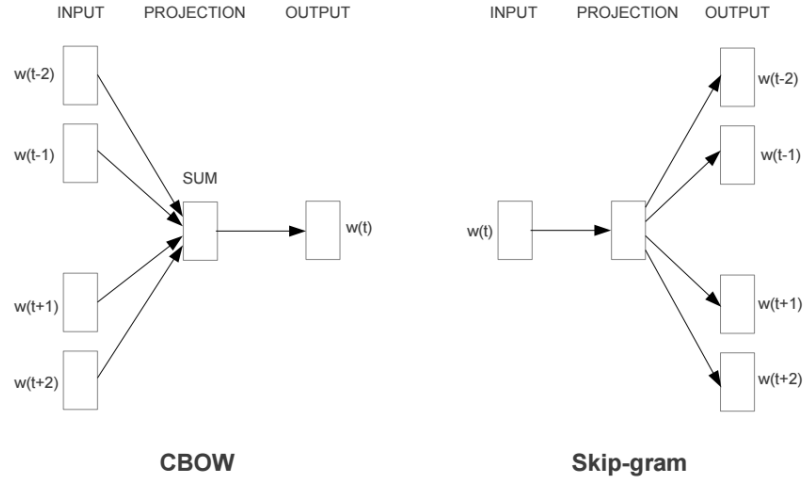 INPUT PROJECTION OUTPUT
w(t-2)
w(t-1)
SUM
w(t)
w(t+1)
w(t+2)
CBOW
INPUT PROJECTION OUTPUT
w(t-2)
w(t-1)
w(t)
w(t+1)
w(t+2)
Skip-gram